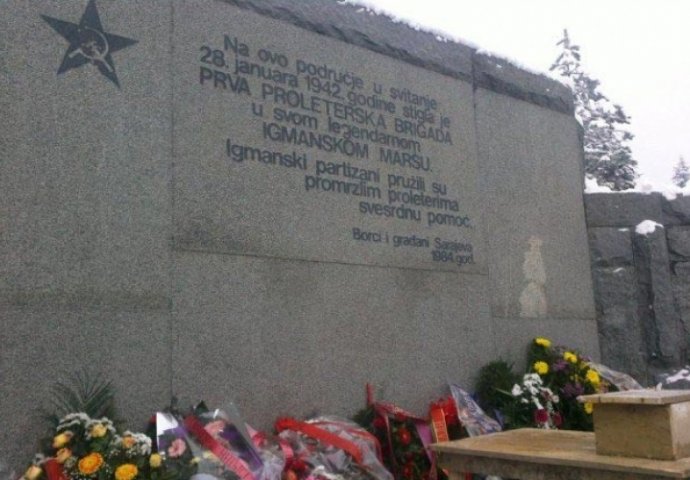 Na ovo područje u svitanje
28. januara 1942. godine stigla je
PRVA PROLETERSKA BRIGADA
u svom legendarnom
IGMANSKOM MARŠU.
Igmanski partizani pružili su
promrzlim proleterima
svesrdnu pomoć.
Borci i građani Sarajeva
1984. god.